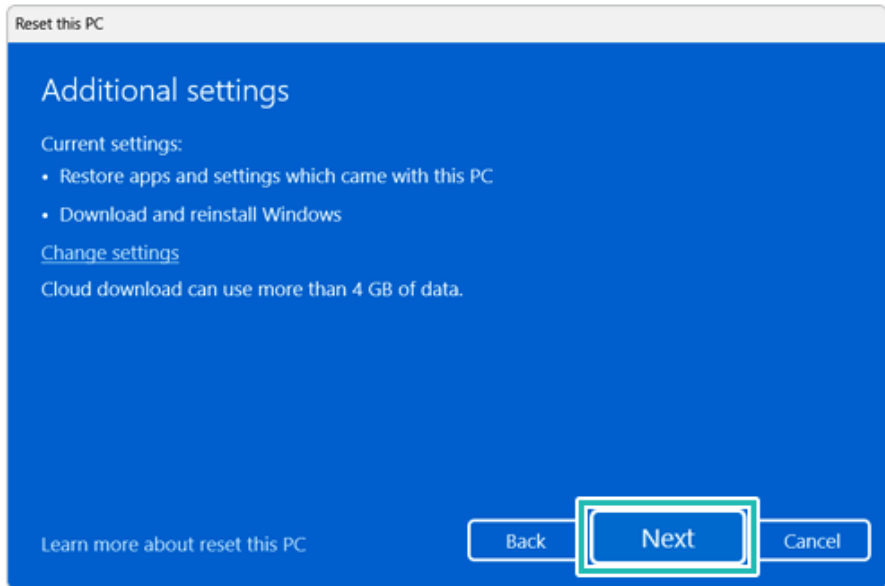 Reset this PC
Additional settings
Current settings:
• Restore apps and settings which came with this PC
• Download and reinstall Windows
Change settings
Cloud download can use more than 4 GB of data.
Learn more about reset this PC
Back
Next
Cancel